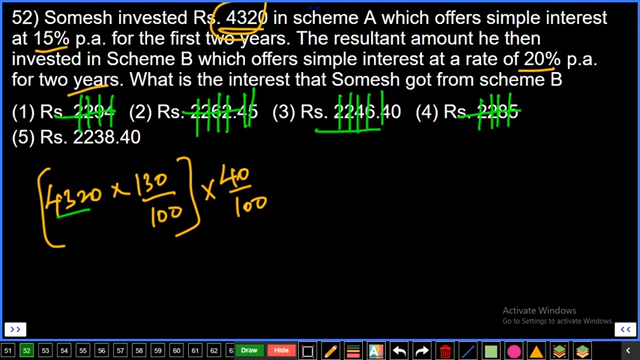 52) Somesh invested Rs. 4320 in scheme A which offers simple interest
at 15% p.a. for the first two years. The resultant amount he then
invested in Scheme B which offers simple interest at a rate of 20% p.a.
for two years. What is the interest that Somesh got from scheme B
(1) Rs. 2294 (2) Rs. 2262.45 (3) Rs. 2246.40 (4) Rs. 2285
(5) Rs. 2238.40
[4320 × 130/100] × 40/100
Activate Windows
Go to Settings to activate Windows.
>> 51 52 53 54 55 56 57 58 59 60 61 62 Draw Hide A <<